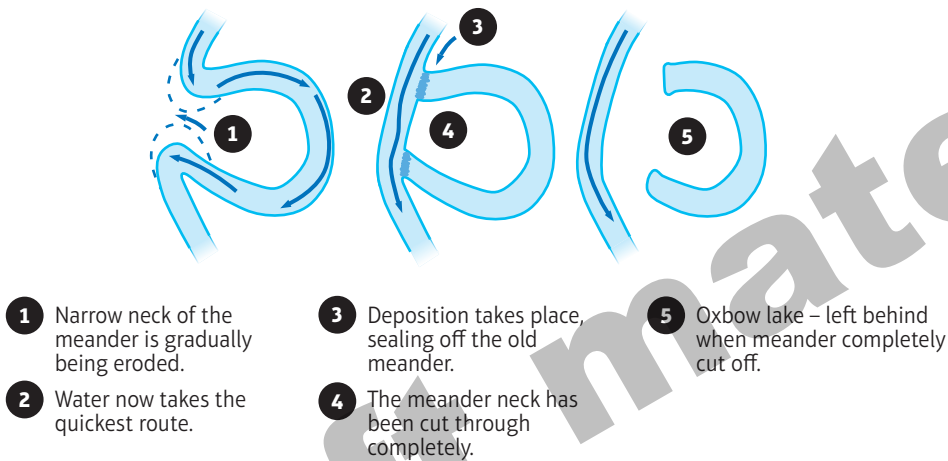 3
2
1
4
5
1 Narrow neck of the
meander is gradually
being eroded.
2 Water now takes the
quickest route.
3 Deposition takes place,
sealing off the old
meander.
4 The meander neck has
been cut through
completely.
5 Oxbow lake – left behind
when meander completely
cut off.
ft mate